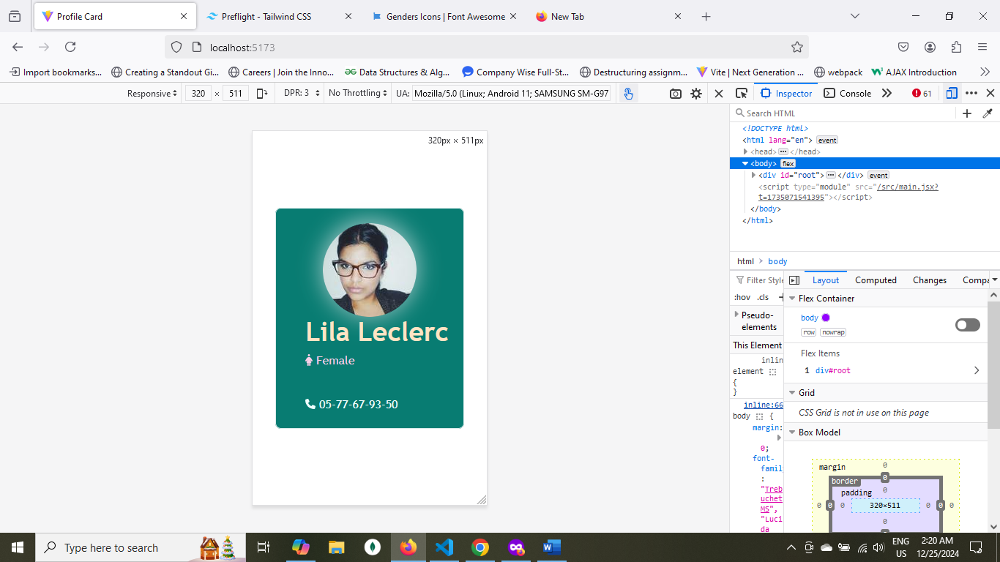 Profile Card
Preflight - Tailwind CSS
Genders Icons | Font Awesome
New Tab
localhost:5173
Import bookmarks...
Creating a Standout Gi...
Careers | Join the Inno...
Data Structures & Alg...
Company Wise Full-St...
Destructuring assignm...
Vite | Next Generation ...
webpack
AJAX Introduction
Responsive
320 × 511
DPR: 3
No Throttling
UA: Mozilla/5.0 (Linux; Android 11; SAMSUNG SM-G97
Inspector
Console
61
320px × 511px
Lila Leclerc
Female
05-77-67-93-50
Search HTML
<!DOCTYPE html>
<html lang="en"> event
<head> ... </head>
<body> flex
<div id="root"> ... </div> event
<script type="module" src="/src/main.jsx?
t=1735071541395"></script>
</body>
</html>
html > body
Filter Style
:hov .cls +
Pseudo-
elements
This Element
inline
element
{
}
inline:66
body {
margin:
0;
font-
family
:
"Treb
uchet
MS",
"Luci
da
Layout
Computed
Changes
Compa
Flex Container
body
row nowrap
Flex Items
1 div#root
Grid
CSS Grid is not in use on this page
Box Model
margin
0
border
0
padding
0
0 0 0 320×511 0 0 0
0
Type here to search
ENG
US
2:20 AM
12/25/2024